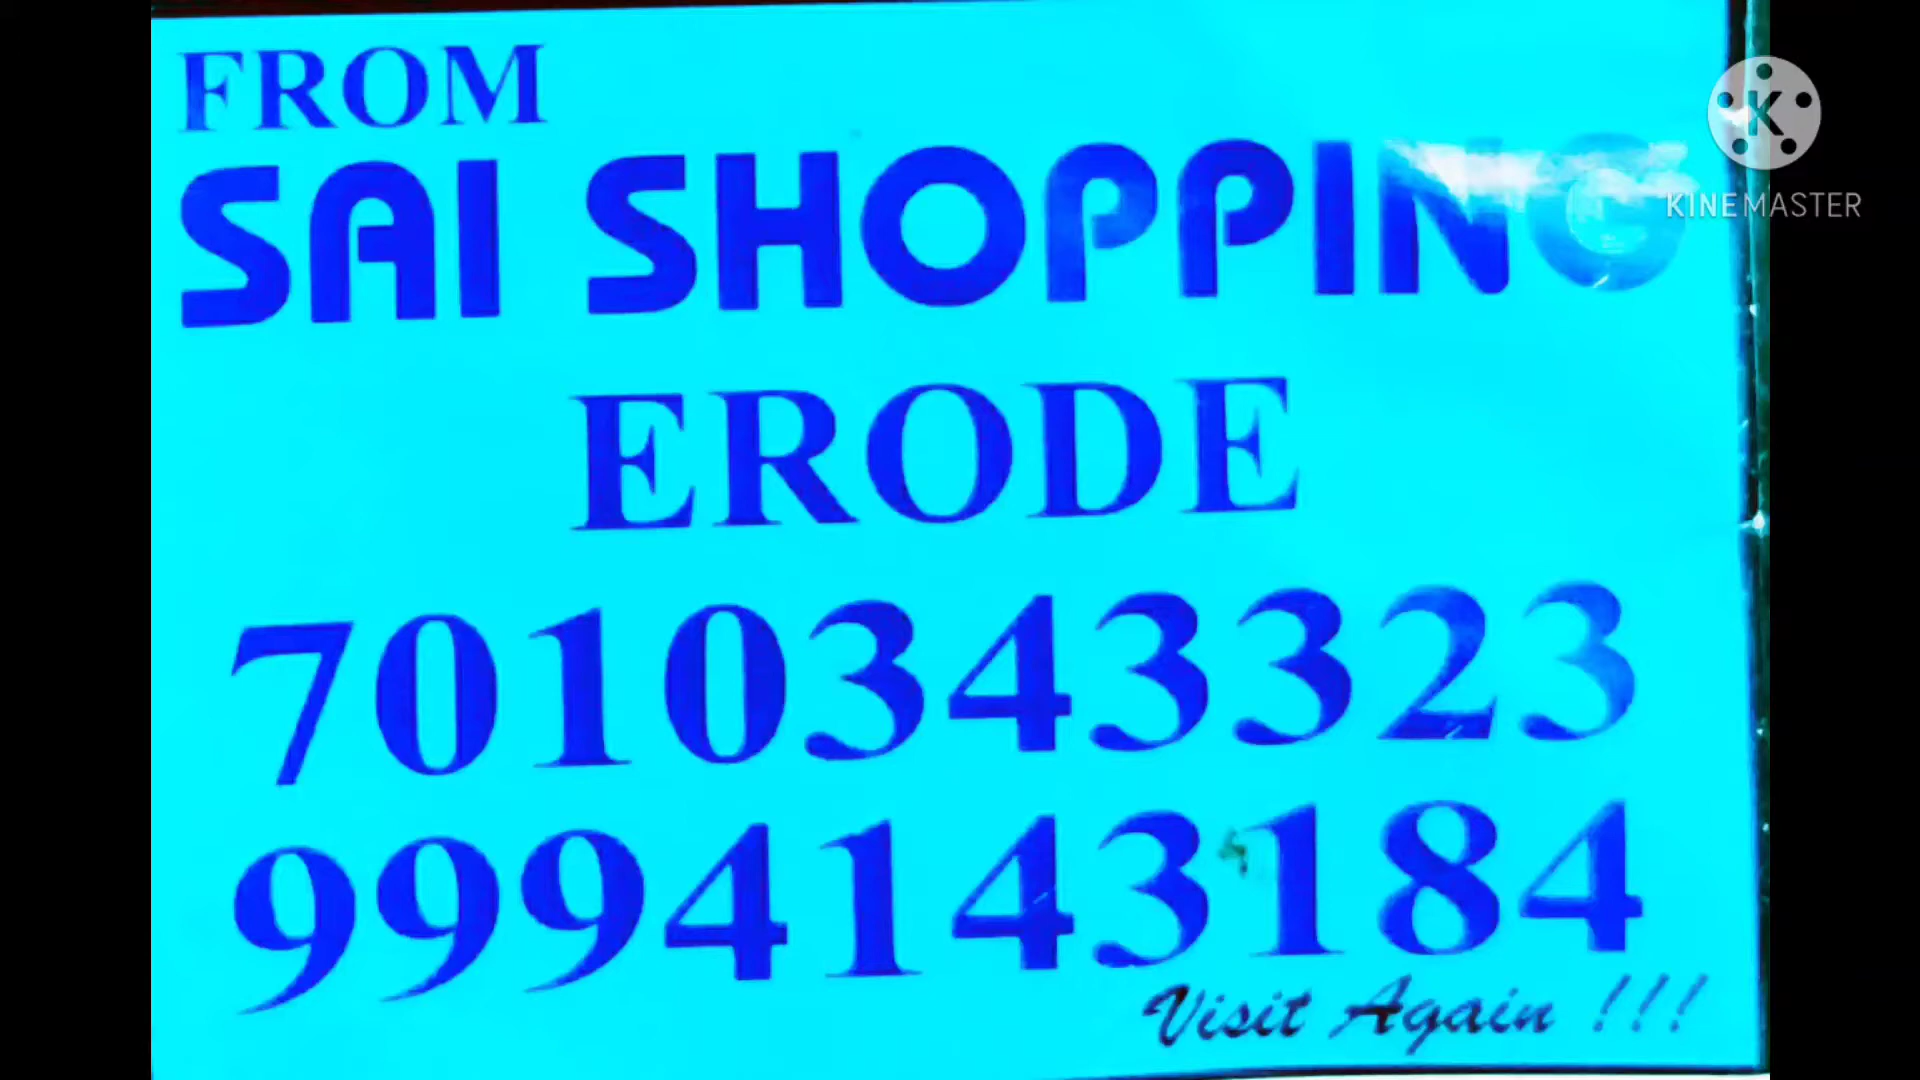 FROM
SAI SHOPPING
ERODE
7010343323
9994143184
Visit Again !!!
K
KINEMASTER